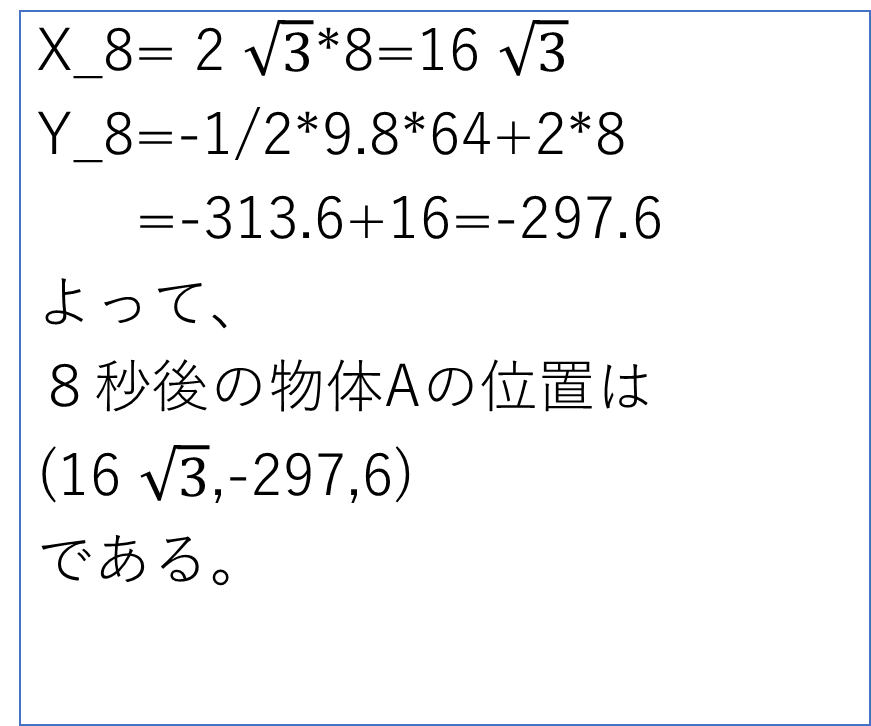 X_8= 2 √3*8=16 √3
Y_8=-1/2*9.8*64+2*8
=-313.6+16=-297.6
よって、
８秒後の物体Aの位置は
(16 √3,-297,6)
である。